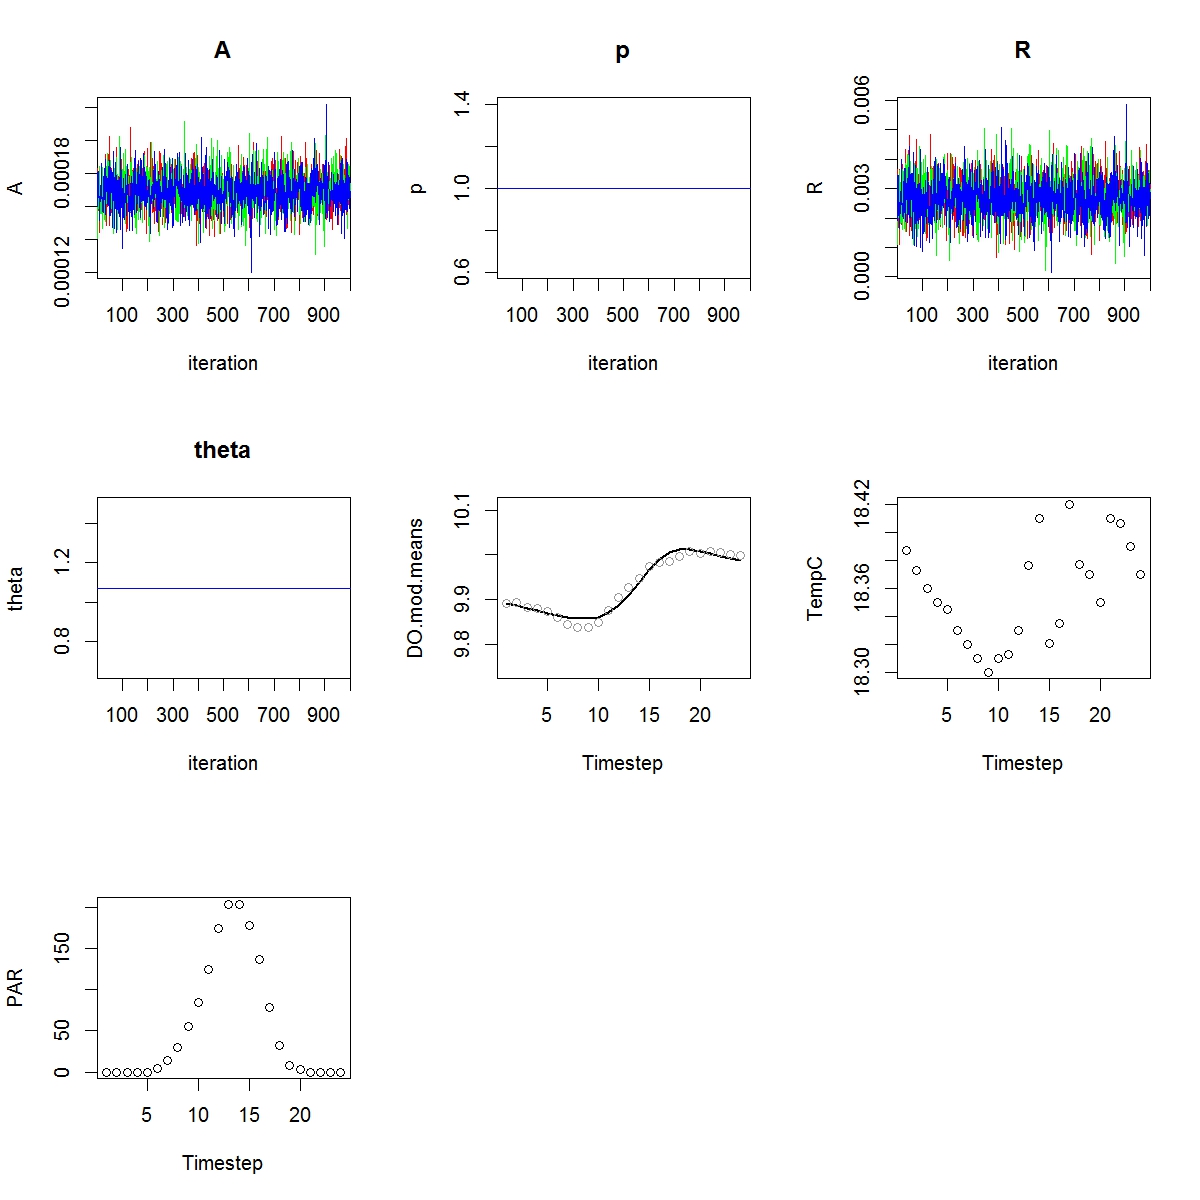 A
A
0.00012 0.00018
100 300 500 700 900
iteration
p
p
0.6 1.0 1.4
100 300 500 700 900
iteration
R
R
0.000 0.003 0.006
100 300 500 700 900
iteration
theta
theta
0.8 1.2
100 300 500 700 900
iteration
DO.mod.means
9.8 9.9 10.1
5 10 15 20
Timestep
TempC
18.30 18.36 18.42
5 10 15 20
Timestep
PAR
0 50 150
5 10 15 20
Timestep